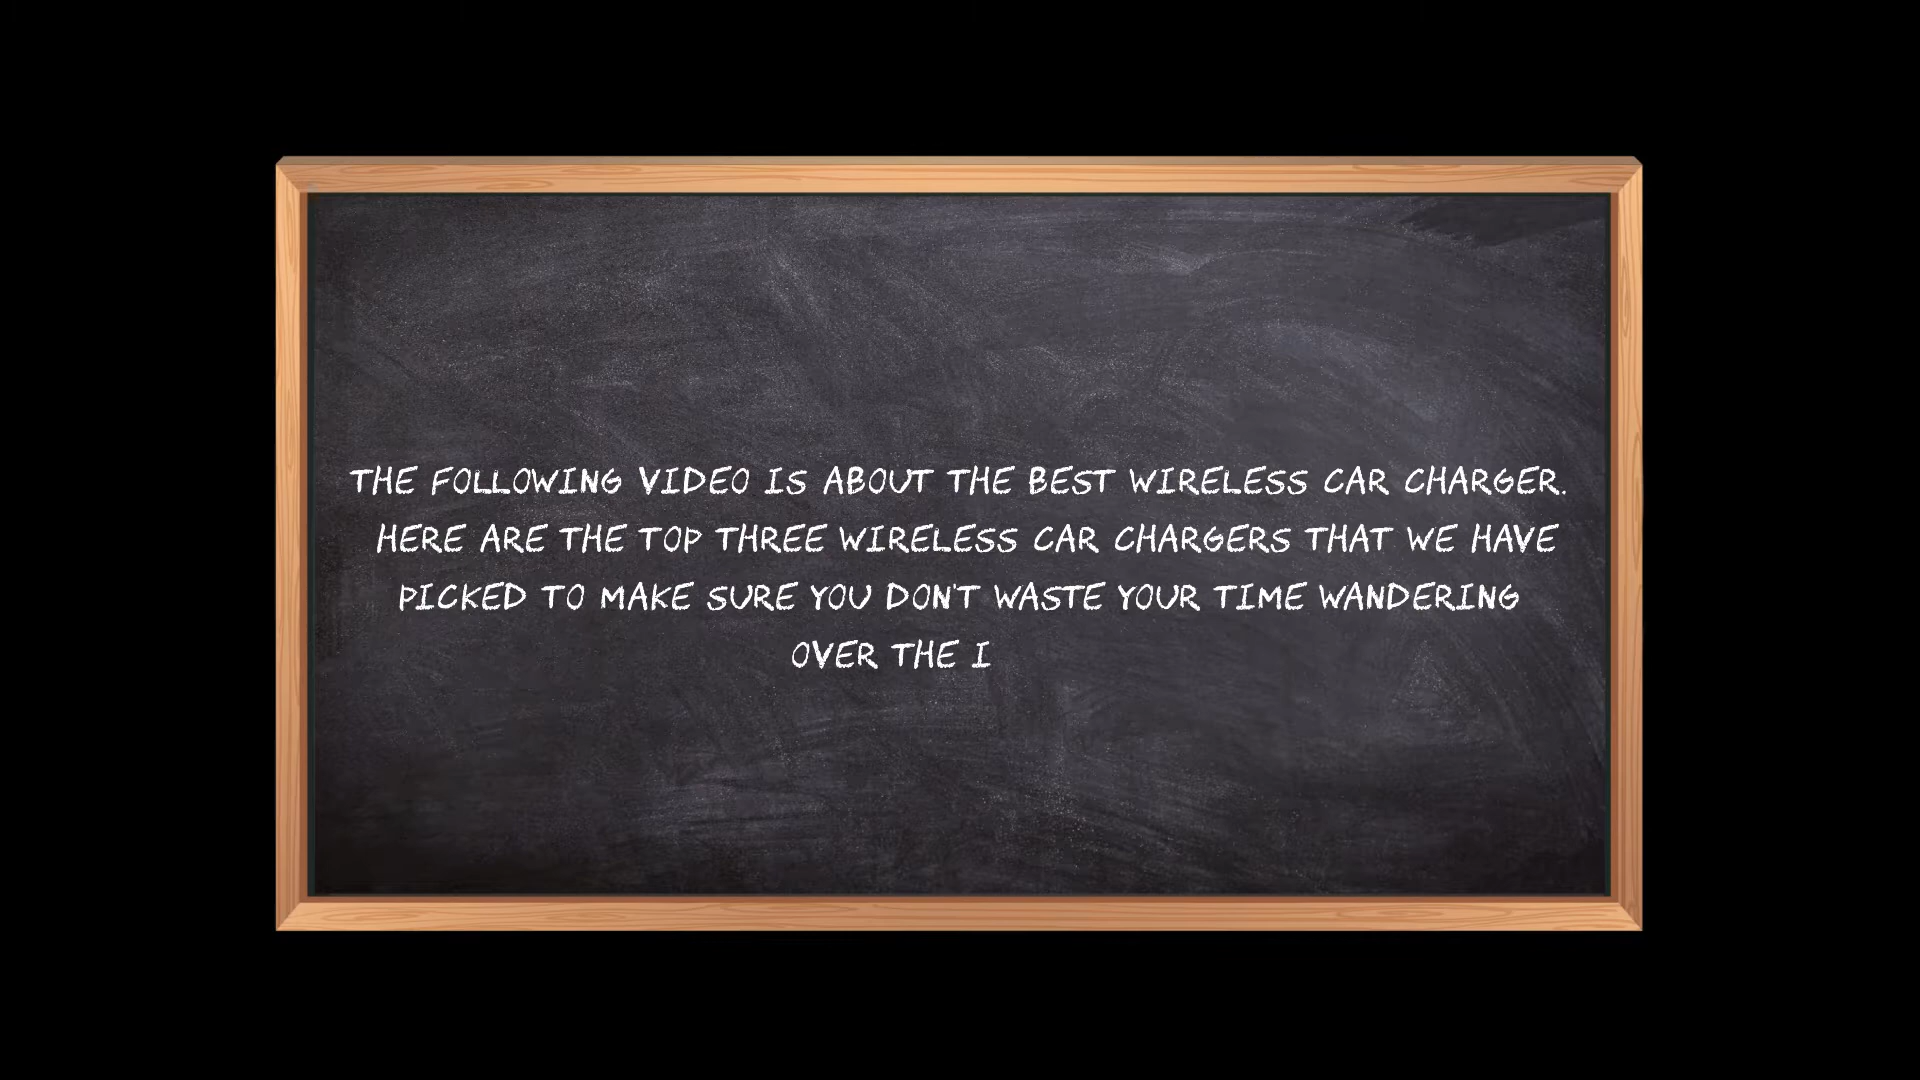 THE FOLLOWING VIDEO IS ABOUT THE BEST WIRELESS CAR CHARGER.
HERE ARE THE TOP THREE WIRELESS CAR CHARGERS THAT WE HAVE
PICKED TO MAKE SURE YOU DON'T WASTE YOUR TIME WANDERING
OVER THE I